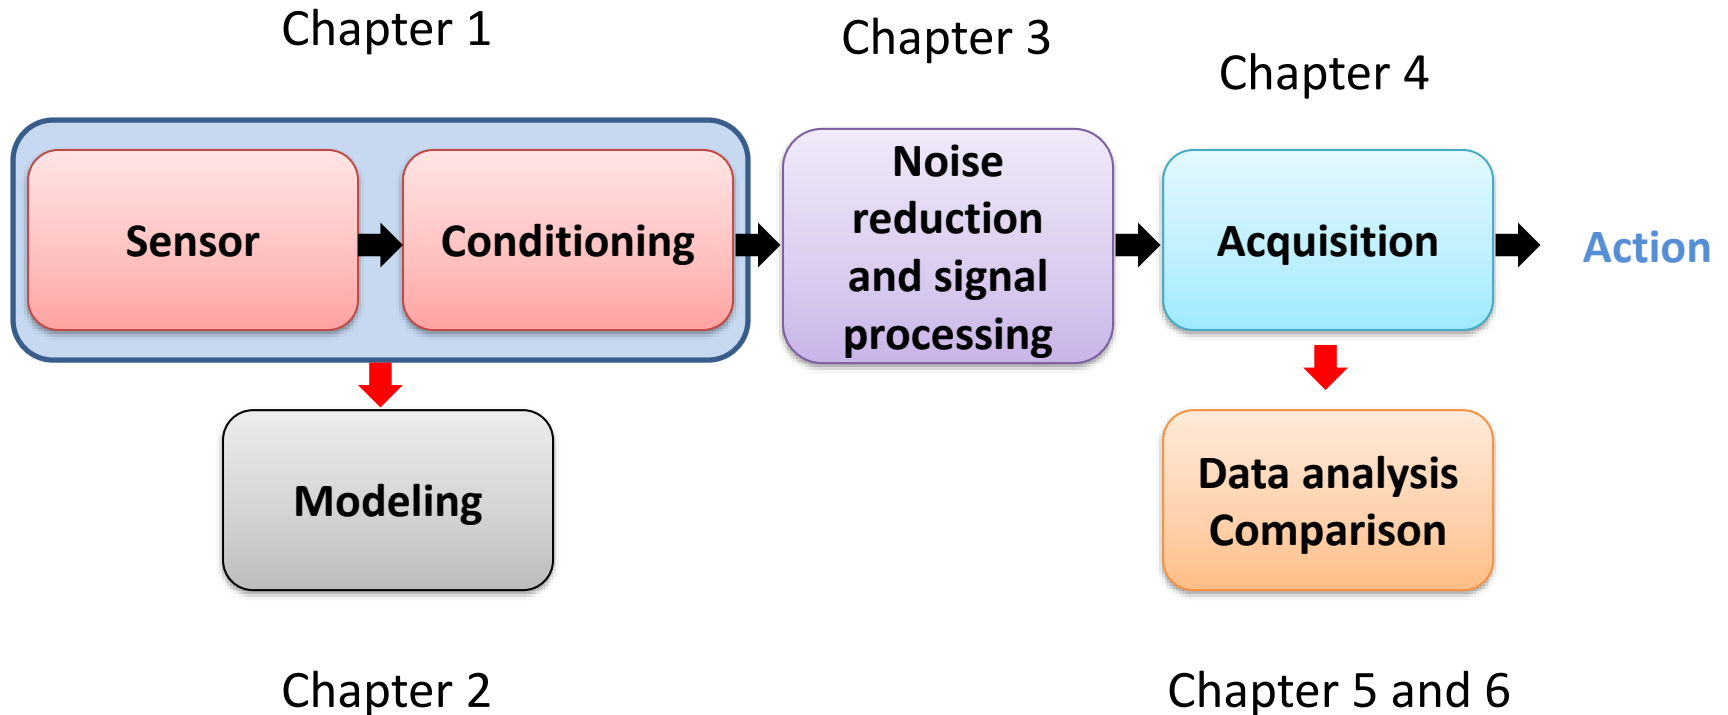 Chapter 1
Chapter 3
Chapter 4
Sensor
Conditioning
Noise
reduction
and signal
processing
Acquisition
Action
Modeling
Data analysis
Comparison
Chapter 2
Chapter 5 and 6